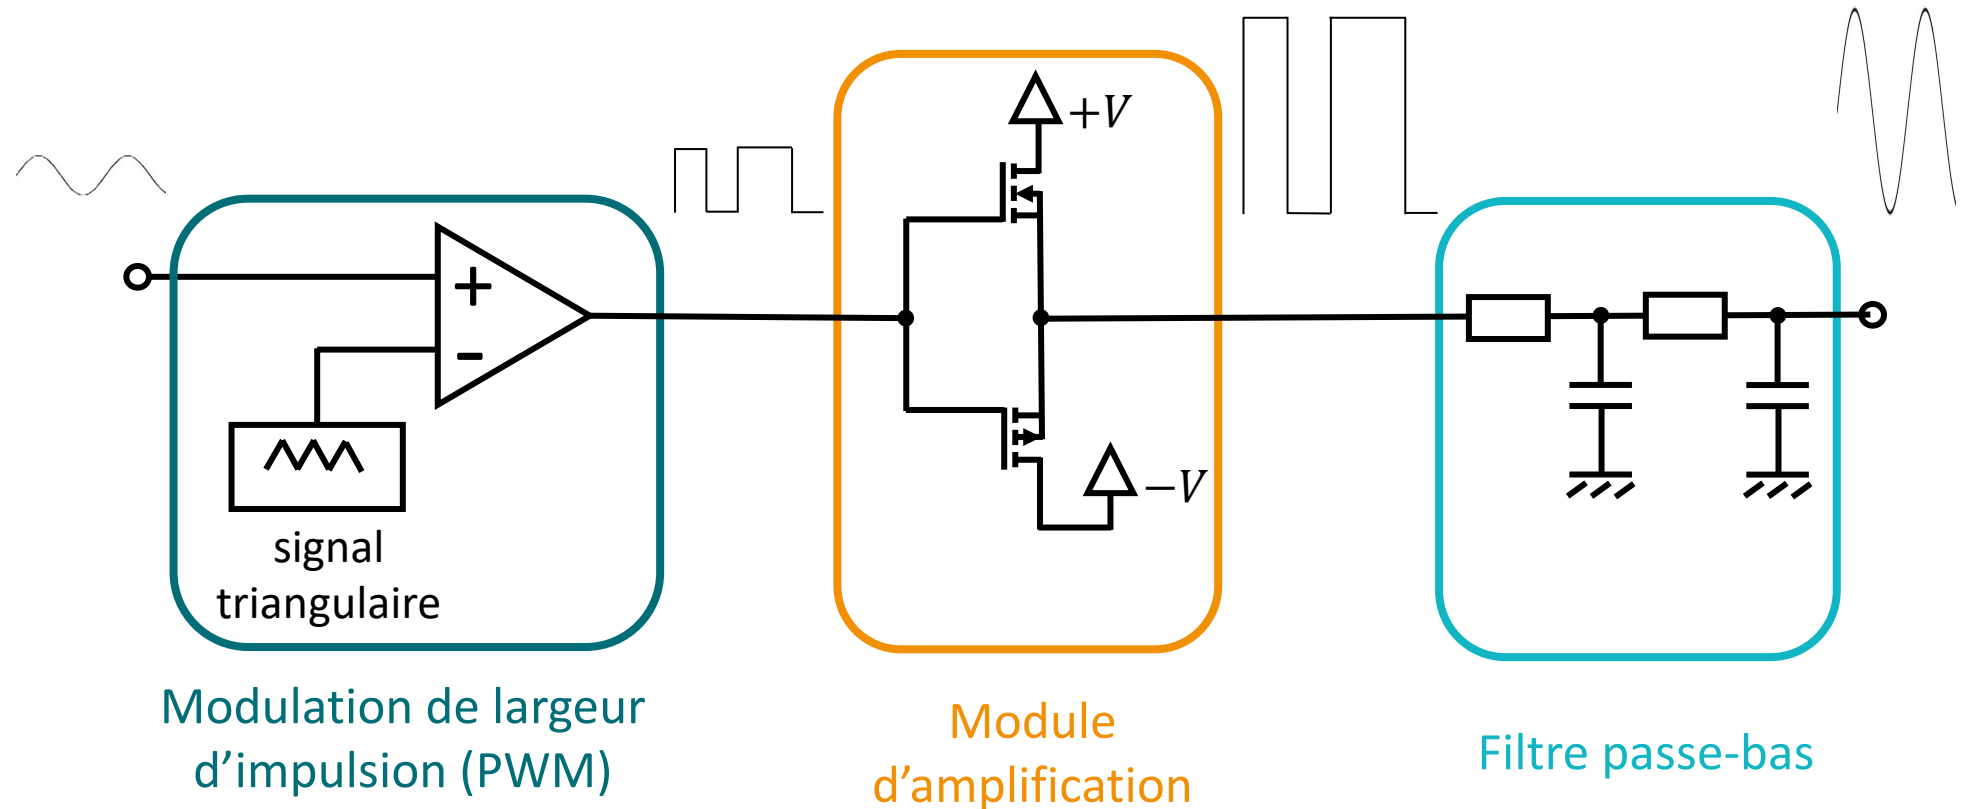 +V
+
-
−V
signal
triangulaire
Modulation de largeur
d’impulsion (PWM)
Module
d’amplification
Filtre passe-bas